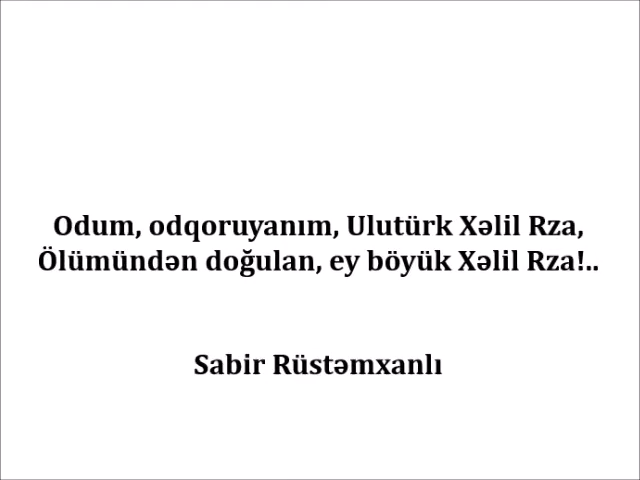 Odum, odqoruyanım, Ulutürk Xəlil Rza,
Ölümündən doğulan, ey böyük Xəlil Rza!..
Sabir Rüstəmxanlı